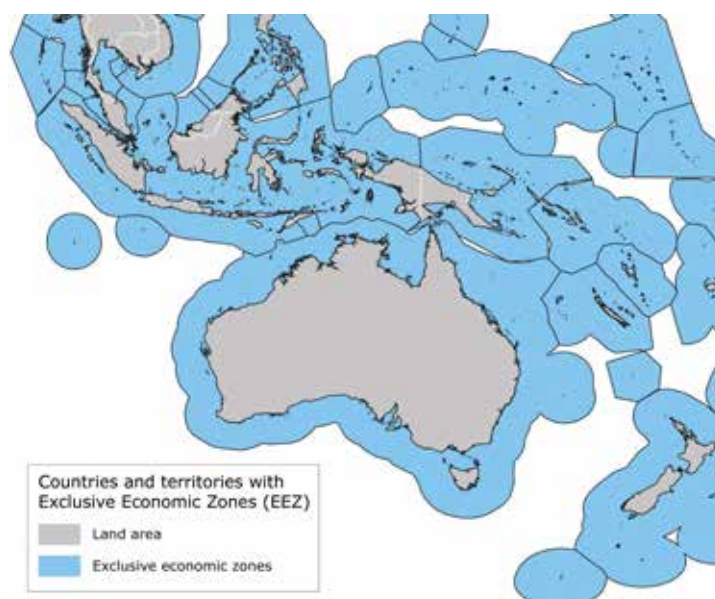 Countries and territories with
Exclusive Economic Zones (EEZ)
Land area
Exclusive economic zones